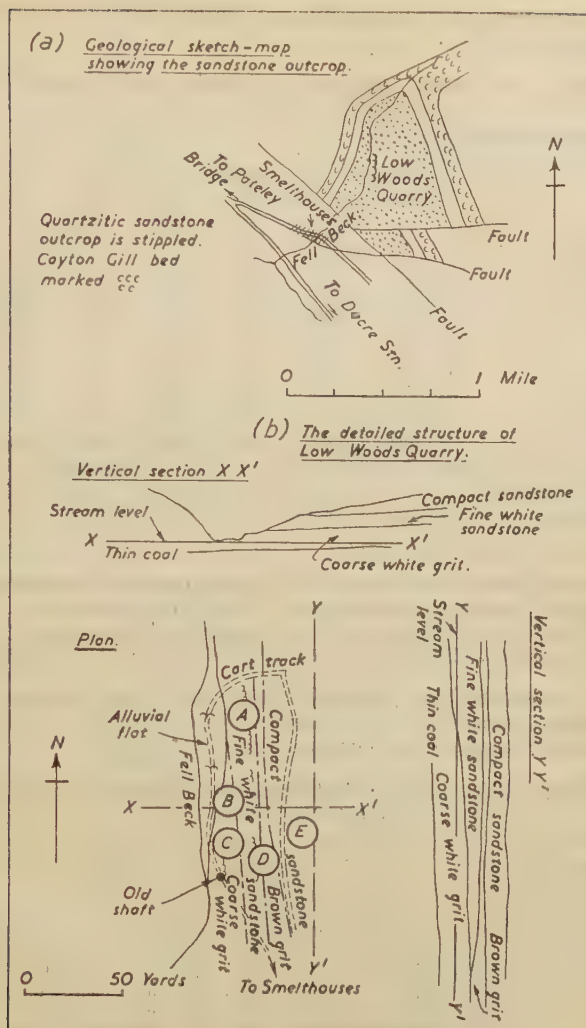 (a) Geological sketch-map
showing the sandstone outcrop.
N
To Pateley
Bridge
Smelthouses
Low
Woods
Quarry
Fell Beck
Fault
Fault
Fault
To Dacre Stn.
Quartzitic sandstone
outcrop is stippled.
Cayton Gill bed
marked ccc
cc
0 1 Mile
(b) The detailed structure of
Low Woods Quarry.
Vertical section X X'
Stream level
X
Thin coal
X'
Compact sandstone
Fine white
sandstone
Coarse white grit.
Plan.
N
Cart track
Alluvial
flat
Fell Beck
A
B
C
D
E
X
X'
Y
Y'
Fine white
sandstone
Compact
sandstone
Brown grit
Coarse
white grit
Old
shaft
0 50
Yards
To Smelthouses
Vertical section Y Y'
Y
Stream
level
Thin coal
Coarse white grit
Fine white sandstone
Compact sandstone
Brown grit
Y'